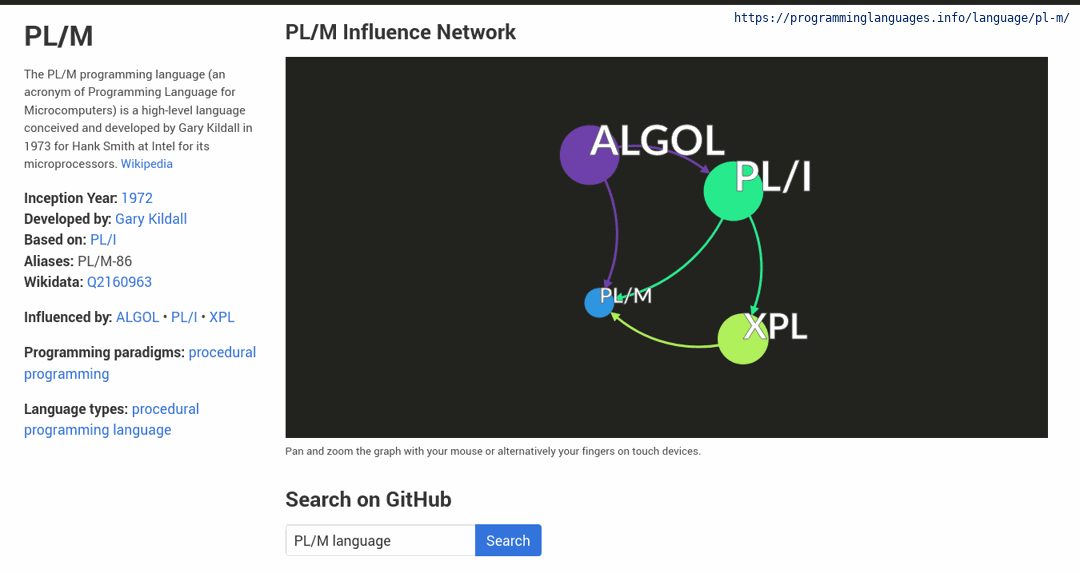 https://programminglanguages.info/language/pl-m/
PL/M
The PL/M programming language (an
acronym of Programming Language for
Microcomputers) is a high-level language
conceived and developed by Gary Kildall in
1973 for Hank Smith at Intel for its
microprocessors. Wikipedia
Inception Year: 1972
Developed by: Gary Kildall
Based on: PL/I
Aliases: PL/M-86
Wikidata: Q2160963
Influenced by: ALGOL • PL/I • XPL
Programming paradigms: procedural
programming
Language types: procedural
programming language
PL/M Influence Network
ALGOL
PL/I
PL/M
XPL
Pan and zoom the graph with your mouse or alternatively your fingers on touch devices.
Search on GitHub
PL/M language
Search